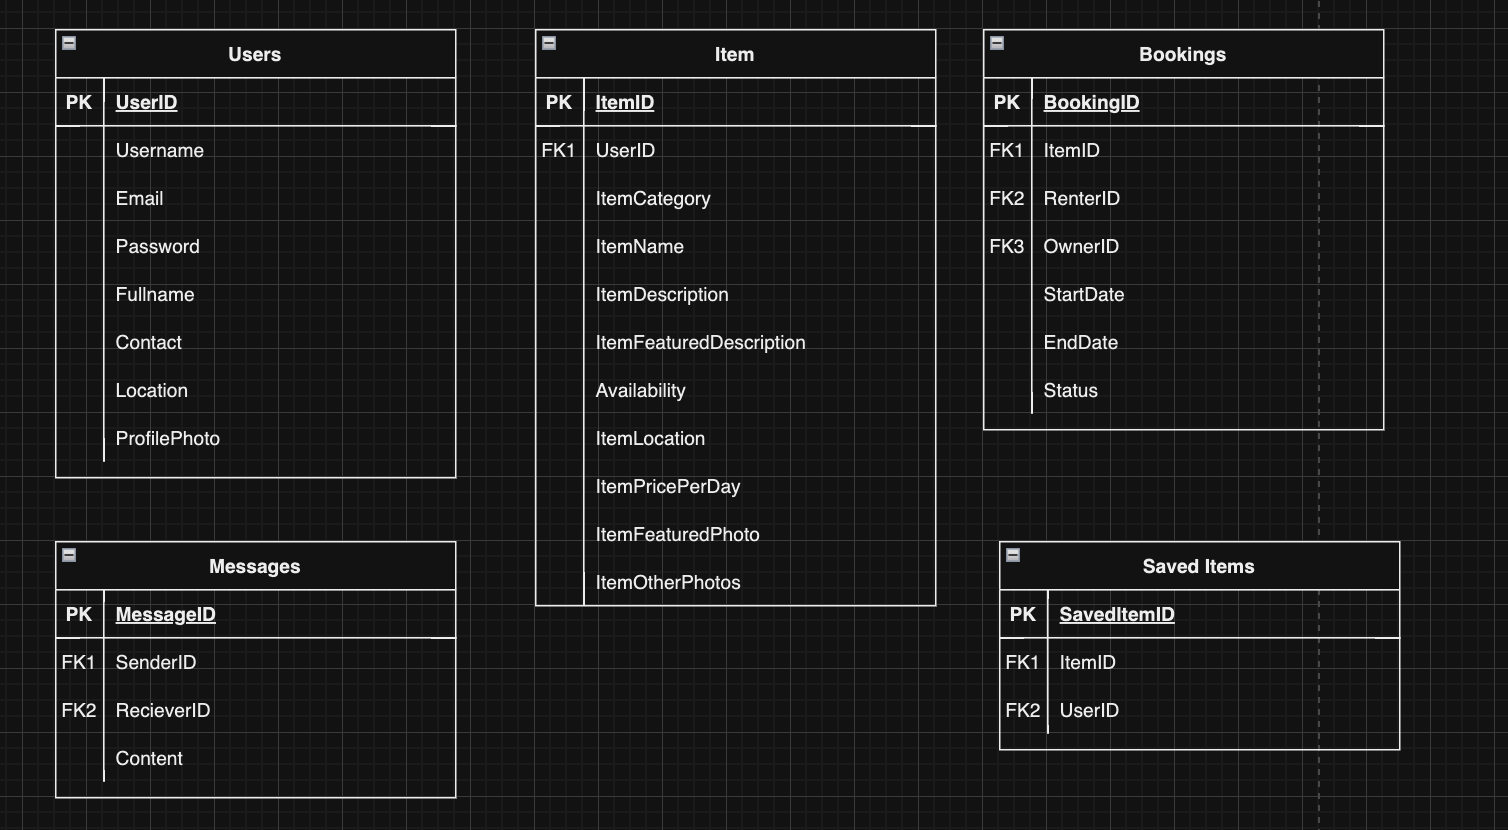 Users
PK UserID
Username
Email
Password
Fullname
Contact
Location
ProfilePhoto
Item
PK ItemID
FK1 UserID
ItemCategory
ItemName
ItemDescription
ItemFeaturedDescription
Availability
ItemLocation
ItemPricePerDay
ItemFeaturedPhoto
ItemOtherPhotos
Bookings
PK BookingID
FK1 ItemID
FK2 RenterID
FK3 OwnerID
StartDate
EndDate
Status
Messages
PK MessageID
FK1 SenderID
FK2 RecieverID
Content
Saved Items
PK SavedItemID
FK1 ItemID
FK2 UserID